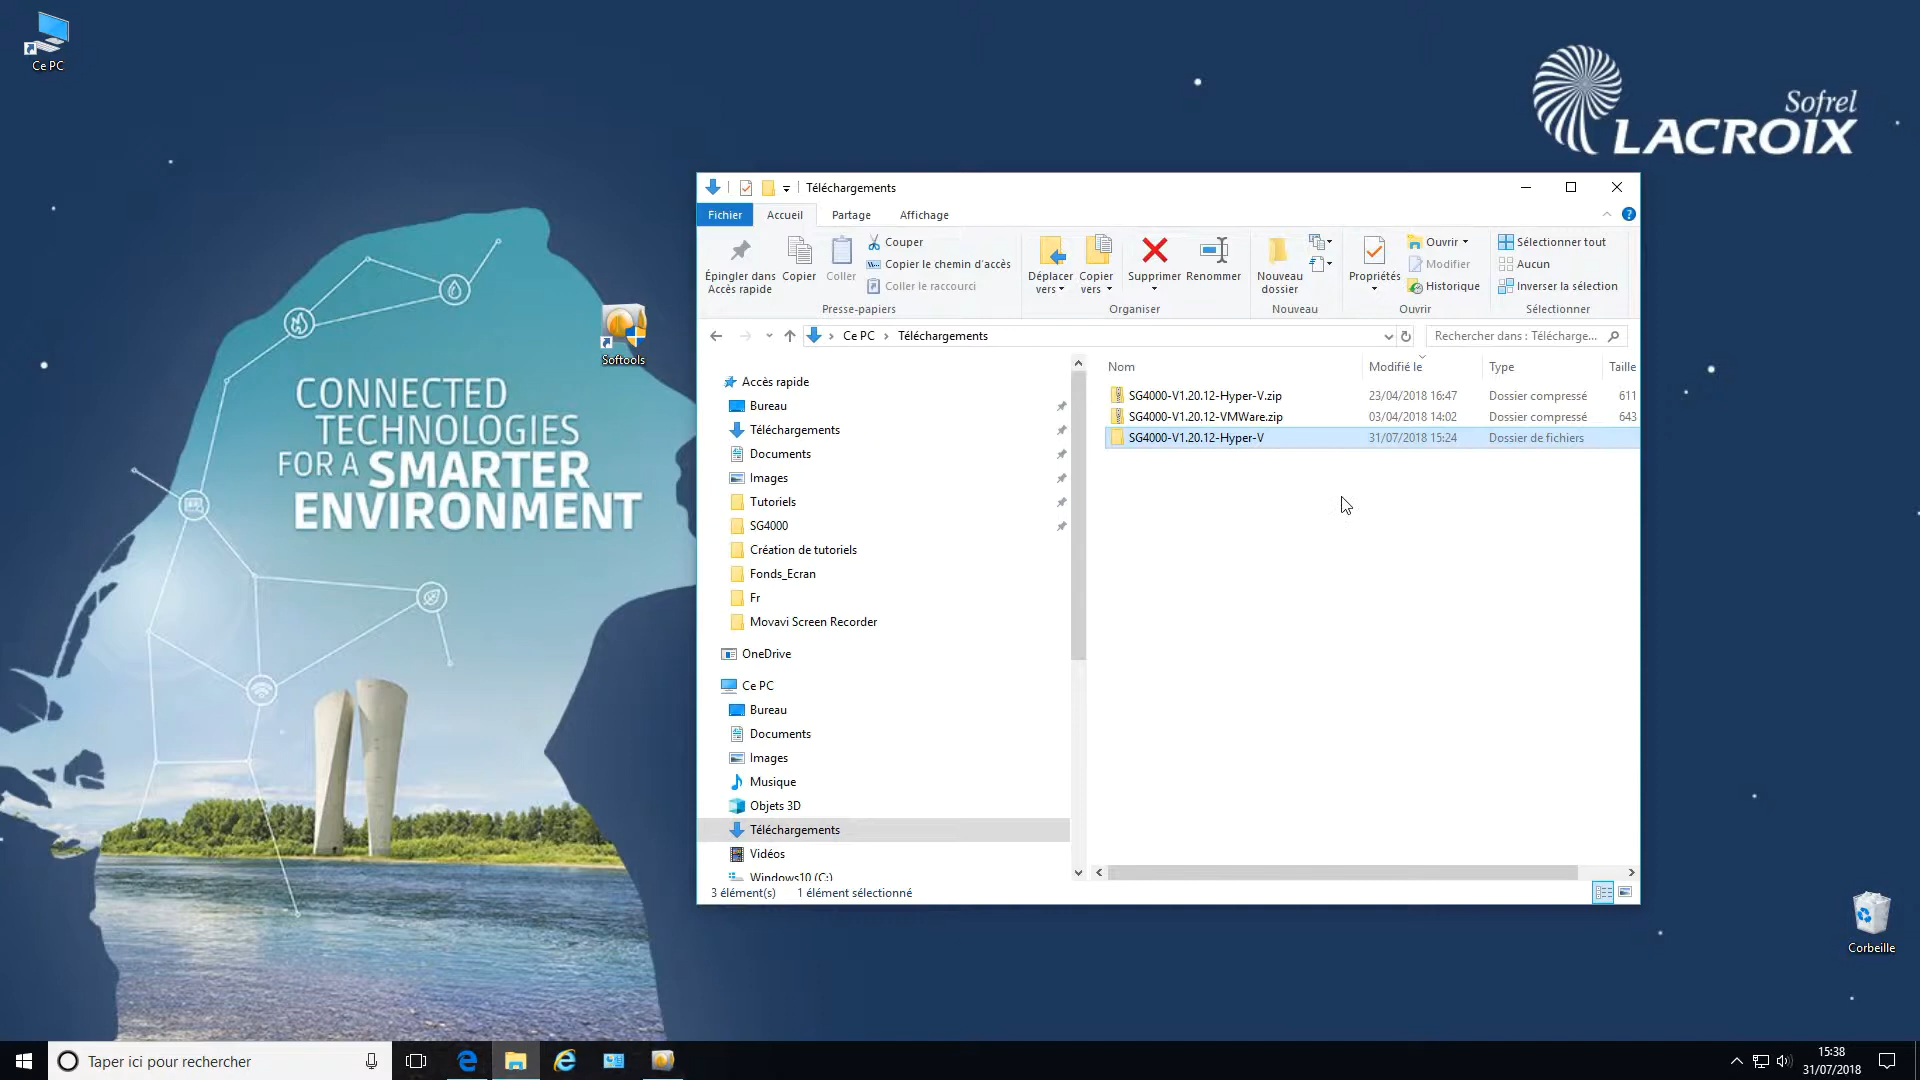 Ce PC
Sofrel
LACROIX
CONNECTED
TECHNOLOGIES
FOR A SMARTER
ENVIRONMENT
Softools
Téléchargements
Fichier
Accueil
Partage
Affichage
Épingler dans
Accès rapide
Copier
Coller
Couper
Copier le chemin d'accès
Coller le raccourci
Presse-papiers
Déplacer
vers
Copier
vers
Supprimer
Renommer
Organiser
Nouveau
dossier
Nouveau
Propriétés
Ouvrir
Modifier
Historique
Ouvrir
Sélectionner tout
Aucun
Inverser la sélection
Sélectionner
Ce PC > Téléchargements
Rechercher dans : Télécharge...
Accès rapide
Bureau
Téléchargements
Documents
Images
Tutoriels
SG4000
Création de tutoriels
Fonds_Ecran
Fr
Movavi Screen Recorder
OneDrive
Ce PC
Bureau
Documents
Images
Musique
Objets 3D
Téléchargements
Vidéos
Windows10 (C:)
Nom Modifié le Type Taille
SG4000-V1.20.12-Hyper-V.zip 23/04/2018 16:47 Dossier compressé 611
SG4000-V1.20.12-VMWare.zip 03/04/2018 14:02 Dossier compressé 643
SG4000-V1.20.12-Hyper-V 31/07/2018 15:24 Dossier de fichiers
3 élément(s) 1 élément sélectionné
Corbeille
Taper ici pour rechercher
15:38
31/07/2018